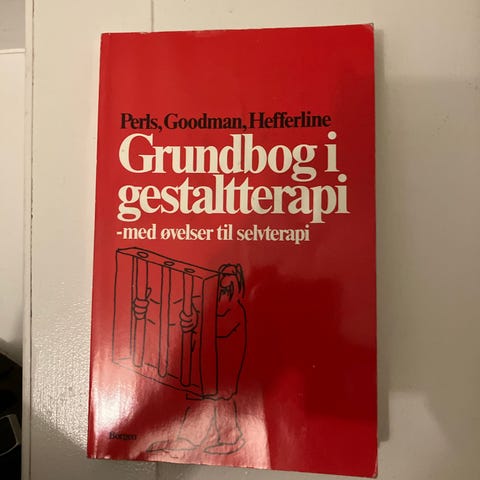 Perls, Goodman, Hefferline
Grundbog i
gestaltterapi
-med øvelser til selvterapi
Borgen